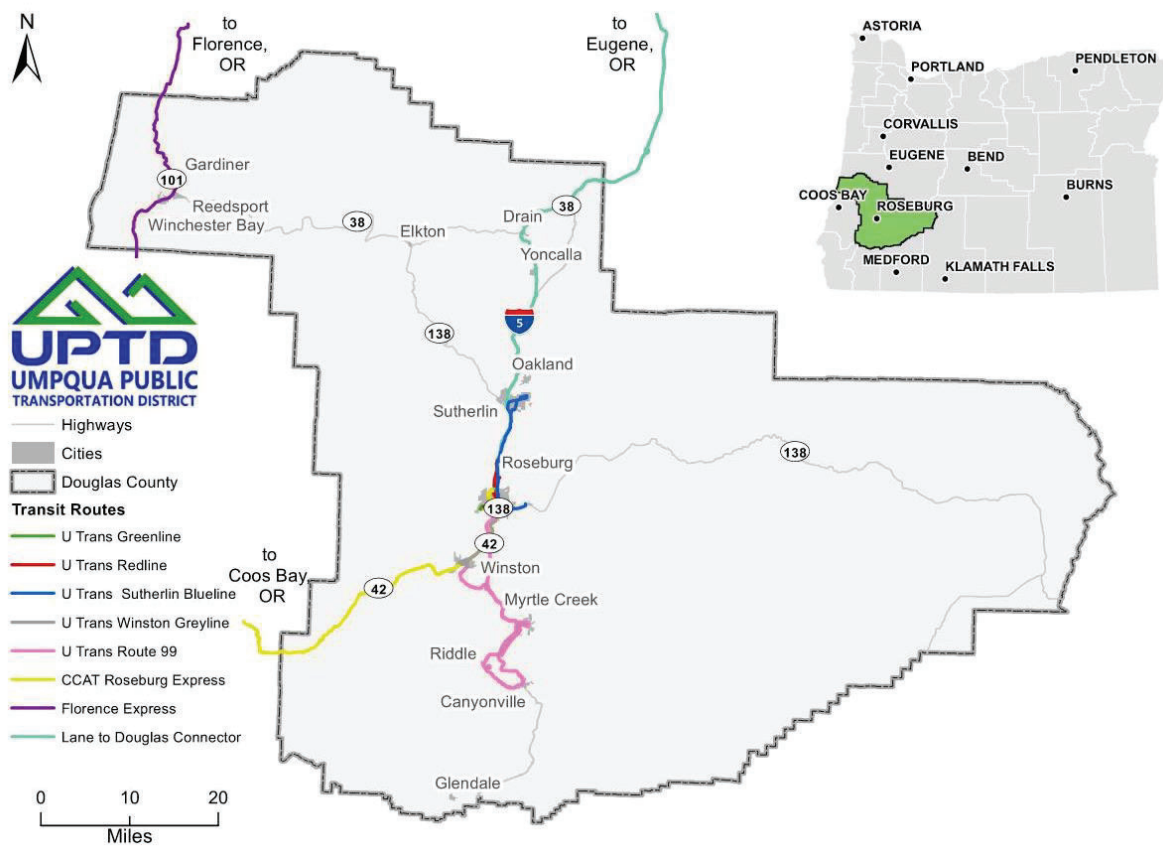 N
to
Florence,
OR
to
Eugene,
OR
ASTORIA
PORTLAND
PENDLETON
CORVALLIS
EUGENE
BEND
BURNS
COOS BAY
ROSEBURG
MEDFORD
KLAMATH FALLS
Gardiner
101
Reedsport
Winchester Bay
38
Elkton
Drain
38
Yoncalla
138
5
Oakland
Sutherlin
Roseburg
138
138
42
Winston
42
Myrtle Creek
Riddle
Canyonville
Glendale
to
Coos Bay
OR
UPTD
UMPQUA PUBLIC
TRANSPORTATION DISTRICT
Highways
Cities
Douglas County
Transit Routes
U Trans Greenline
U Trans Redline
U Trans Sutherlin Blueline
U Trans Winston Greyline
U Trans Route 99
CCAT Roseburg Express
Florence Express
Lane to Douglas Connector
0 10 20
Miles